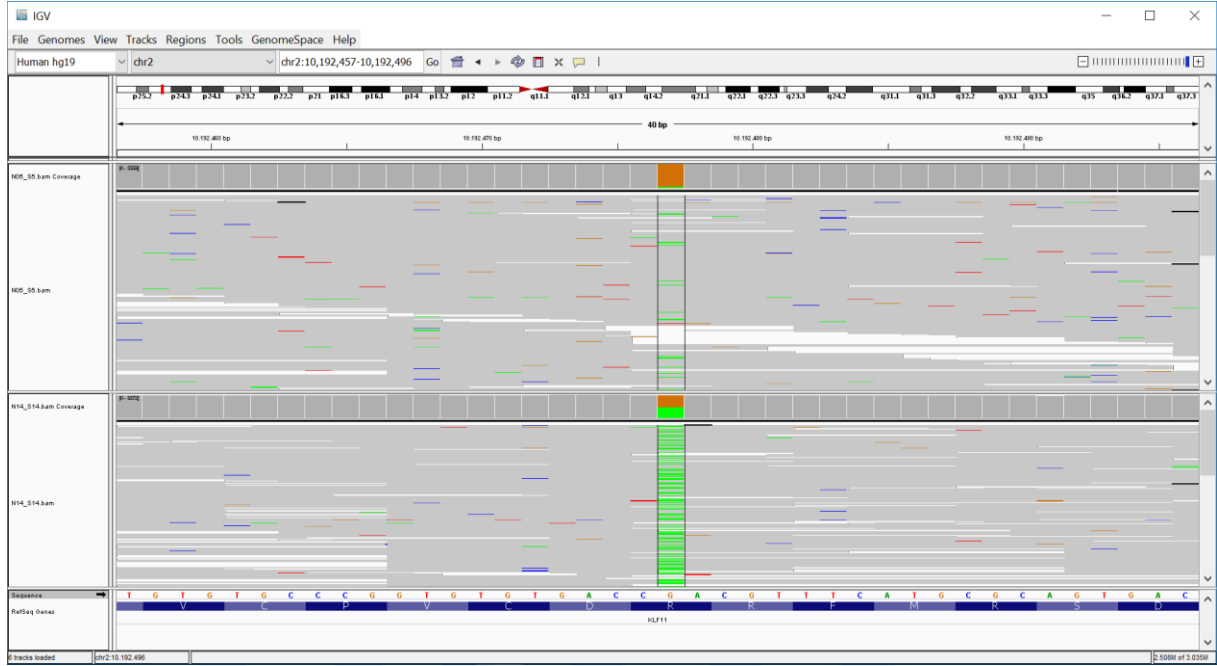 IGV
File Genomes View Tracks Regions Tools GenomeSpace Help
Human hg19 chr2 chr2:10,192,457-10,192,496 Go
p25.2 p24.3 p24.1 p23.2 p22.2 p21 p16.3 p16.1 p14 p13.2 p12 p11.2 q11.1 q12.1 q13 q14.2 q21.1 q22.1 q22.3 q23.3 q24.2 q31.1 q31.3 q32.2 q33.1 q33.3 q35 q36.2 q37.1 q37.3
40 bp
10,192,460 bp 10,192,470 bp 10,192,480 bp 10,192,490 bp
N05_S5.bam Coverage
N05_S5.bam
N14_S14.bam Coverage [0 - 5572]
N14_S14.bam
Sequence T G T G T G C C C G G T G T G T G A C C G A C G T T T C A T G C G C A G T G A C
RefSeq Genes V C P V C D R R F M R S D
KLF11
6 tracks loaded chr2:10,192,496 2,508M of 3,035M